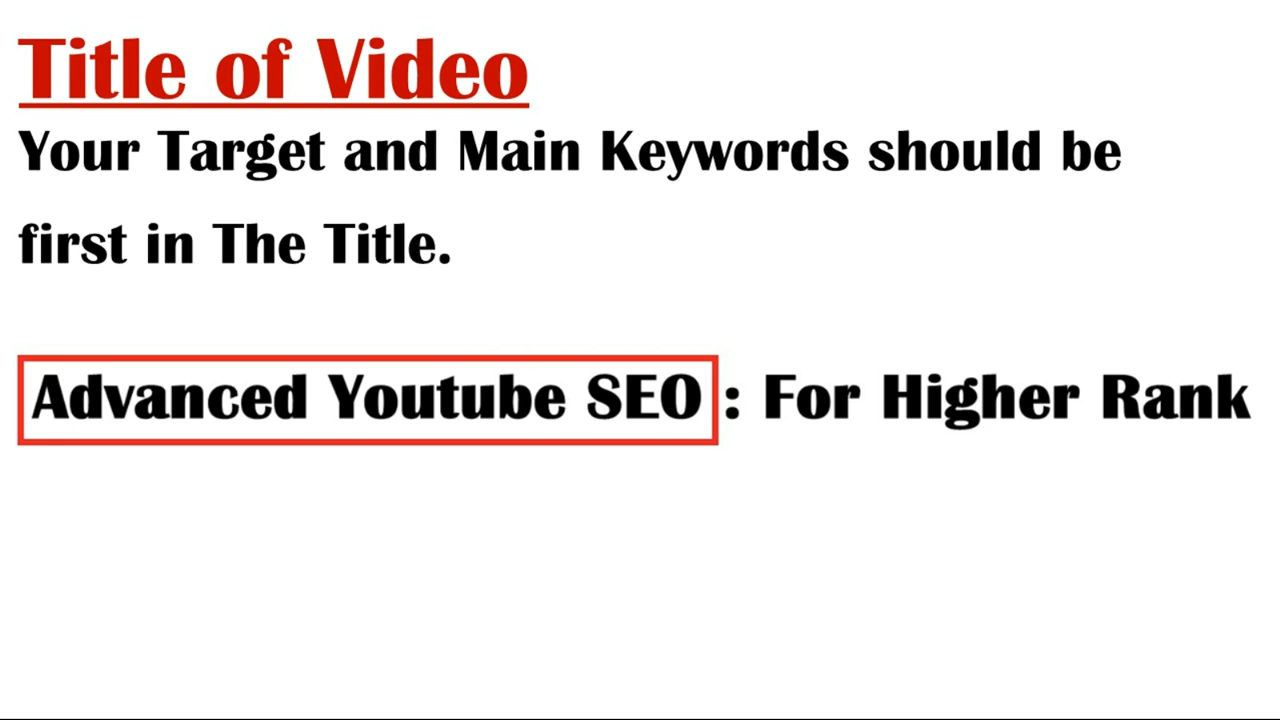 Title of Video
Your Target and Main Keywords should be
first in The Title.
Advanced Youtube SEO : For Higher Rank